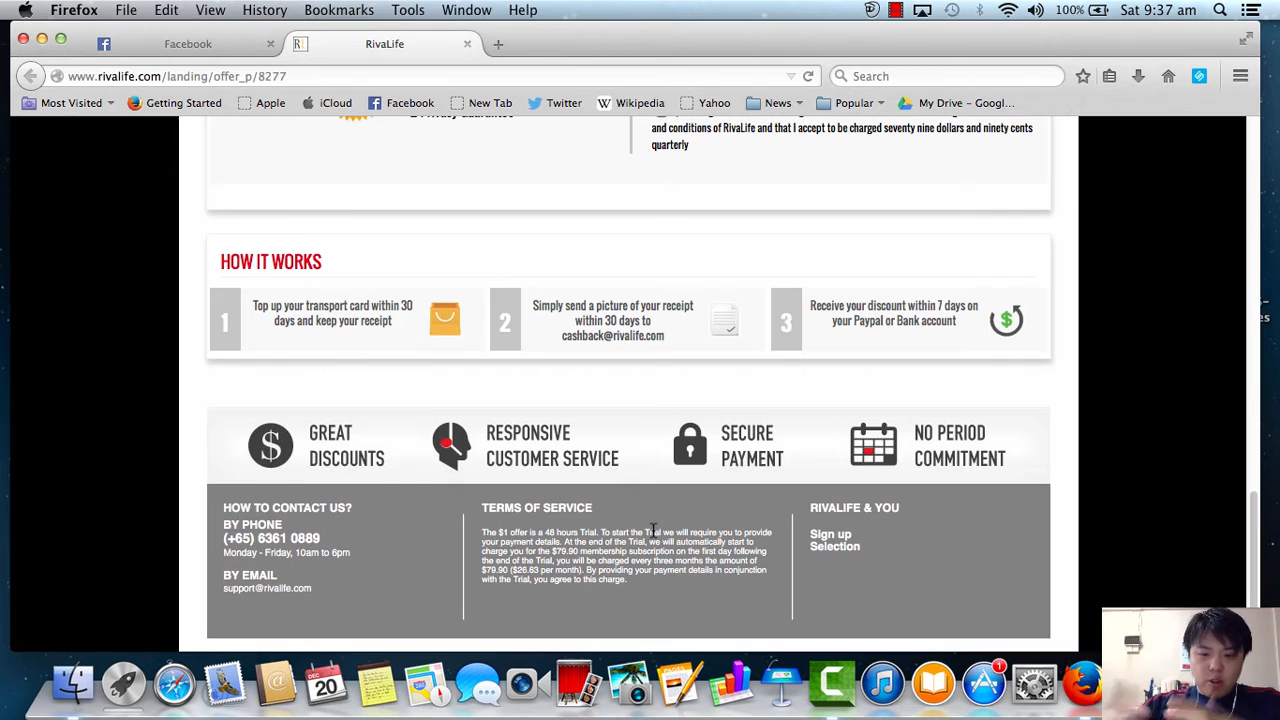 Firefox File Edit View History Bookmarks Tools Window Help 100% Sat 9:37 am
Facebook RivaLife
www.rivalife.com/landing/offer_p/8277 Search
Most Visited Getting Started Apple iCloud Facebook New Tab Twitter Wikipedia Yahoo News Popular My Drive - Googl...
and conditions of RivaLife and that I accept to be charged seventy nine dollars and ninety cents
quarterly
HOW IT WORKS
1
Top up your transport card within 30
days and keep your receipt
2
Simply send a picture of your receipt
within 30 days to
cashback@rivalife.com
3
Receive your discount within 7 days on
your Paypal or Bank account
GREAT
DISCOUNTS
RESPONSIVE
CUSTOMER SERVICE
SECURE
PAYMENT
NO PERIOD
COMMITMENT
HOW TO CONTACT US?
BY PHONE
(+65) 6361 0889
Monday - Friday, 10am to 6pm
BY EMAIL
support@rivalife.com
TERMS OF SERVICE
The $1 offer is a 48 hours Trial. To start the Trial we will require you to provide
your payment details. At the end of the Trial, we will automatically start to
charge you for the $79.90 membership subscription on the first day following
the end of the Trial, you will be charged every three months the amount of
$79.90 ($26.63 per month). By providing your payment details in conjunction
with the Trial, you agree to this charge.
RIVALIFE & YOU
Sign up
Selection
DEC
20
1